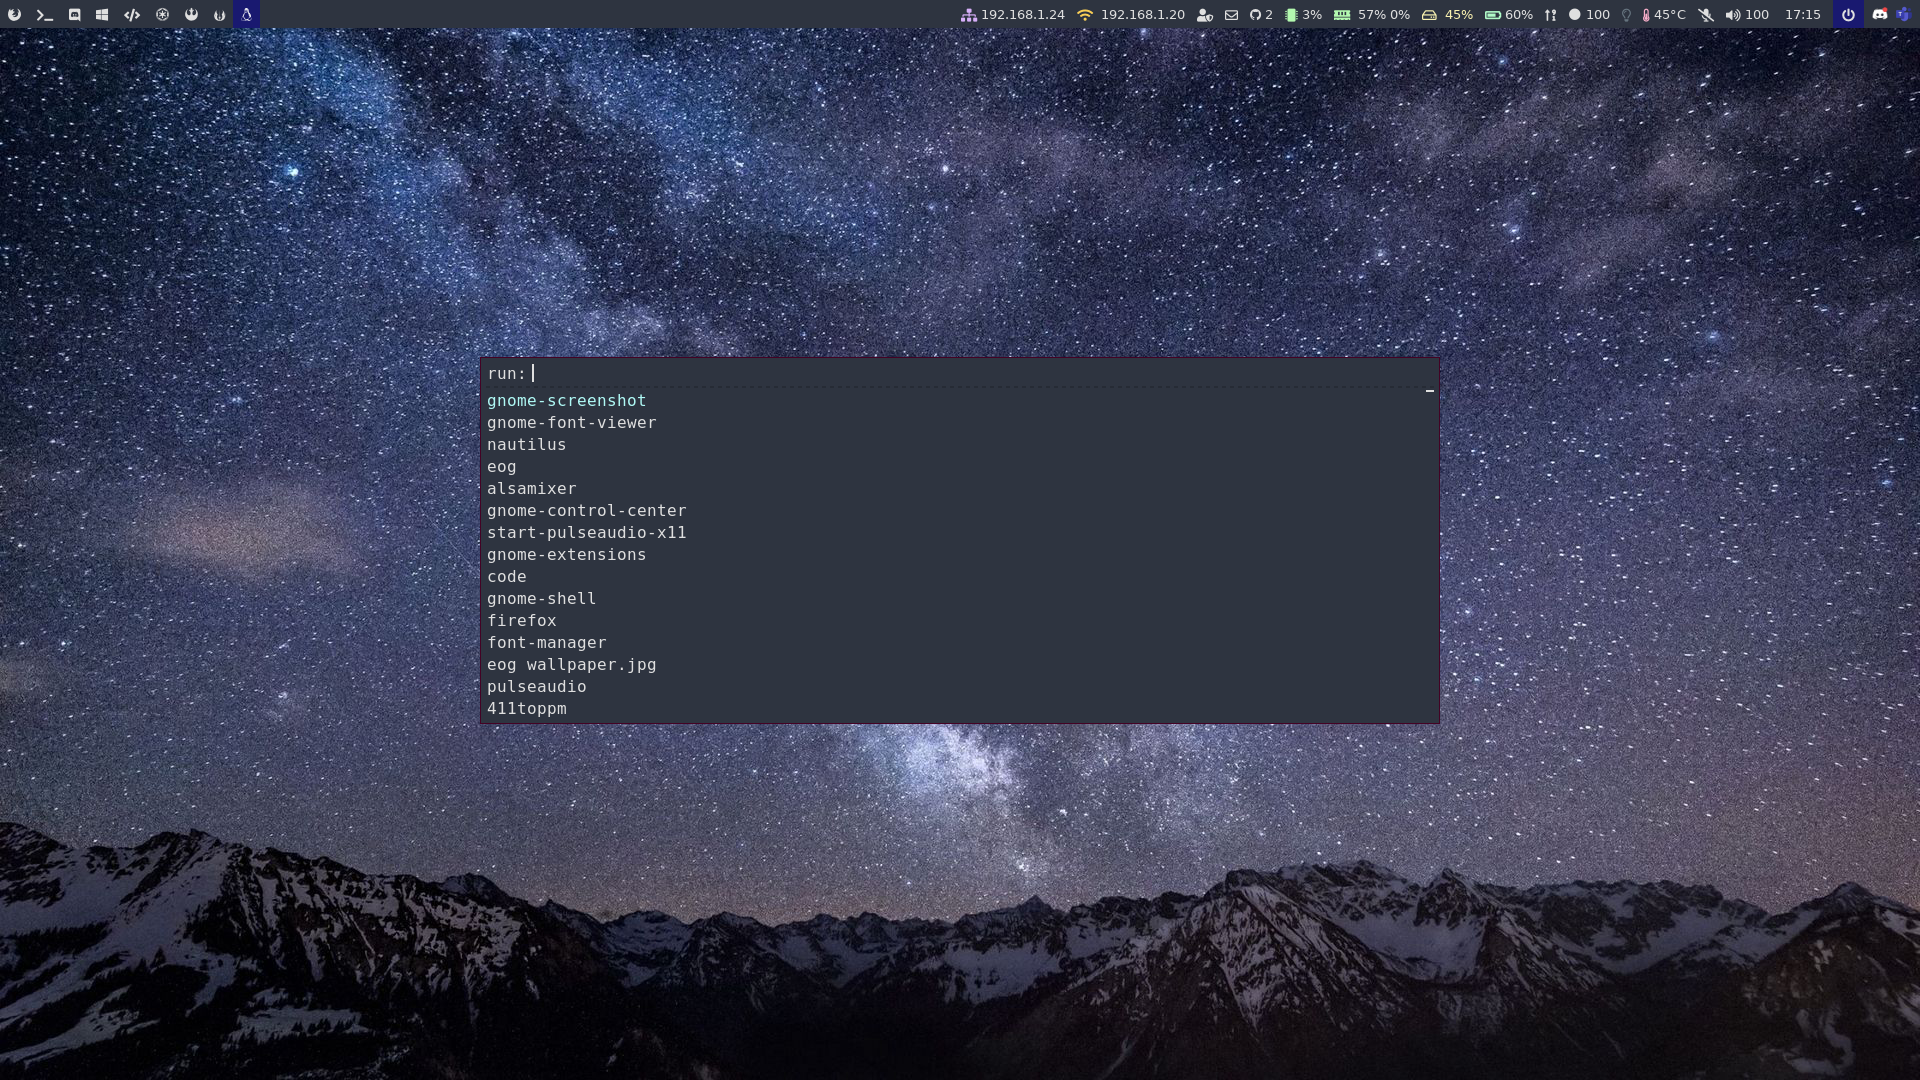 192.168.1.24 192.168.1.20 2 3% 57% 0% 45% 60% 100 45°C 100 17:15
run:
gnome-screenshot
gnome-font-viewer
nautilus
eog
alsamixer
gnome-control-center
start-pulseaudio-x11
gnome-extensions
code
gnome-shell
firefox
font-manager
eog wallpaper.jpg
pulseaudio
411toppm